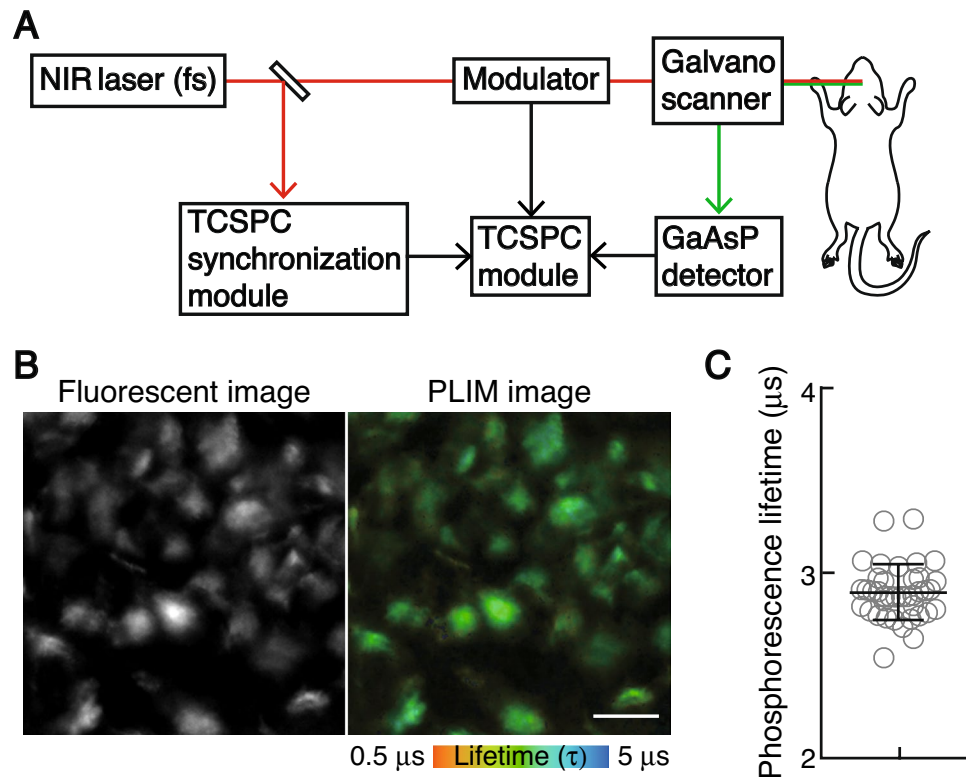 A
NIR laser (fs)
Modulator
Galvano
scanner
TCSPC
synchronization
module
TCSPC
module
GaAsP
detector
B
Fluorescent image
PLIM image
0.5 μs
Lifetime (τ)
5 μs
C
Phosphorescence lifetime (μs)
4
3
2